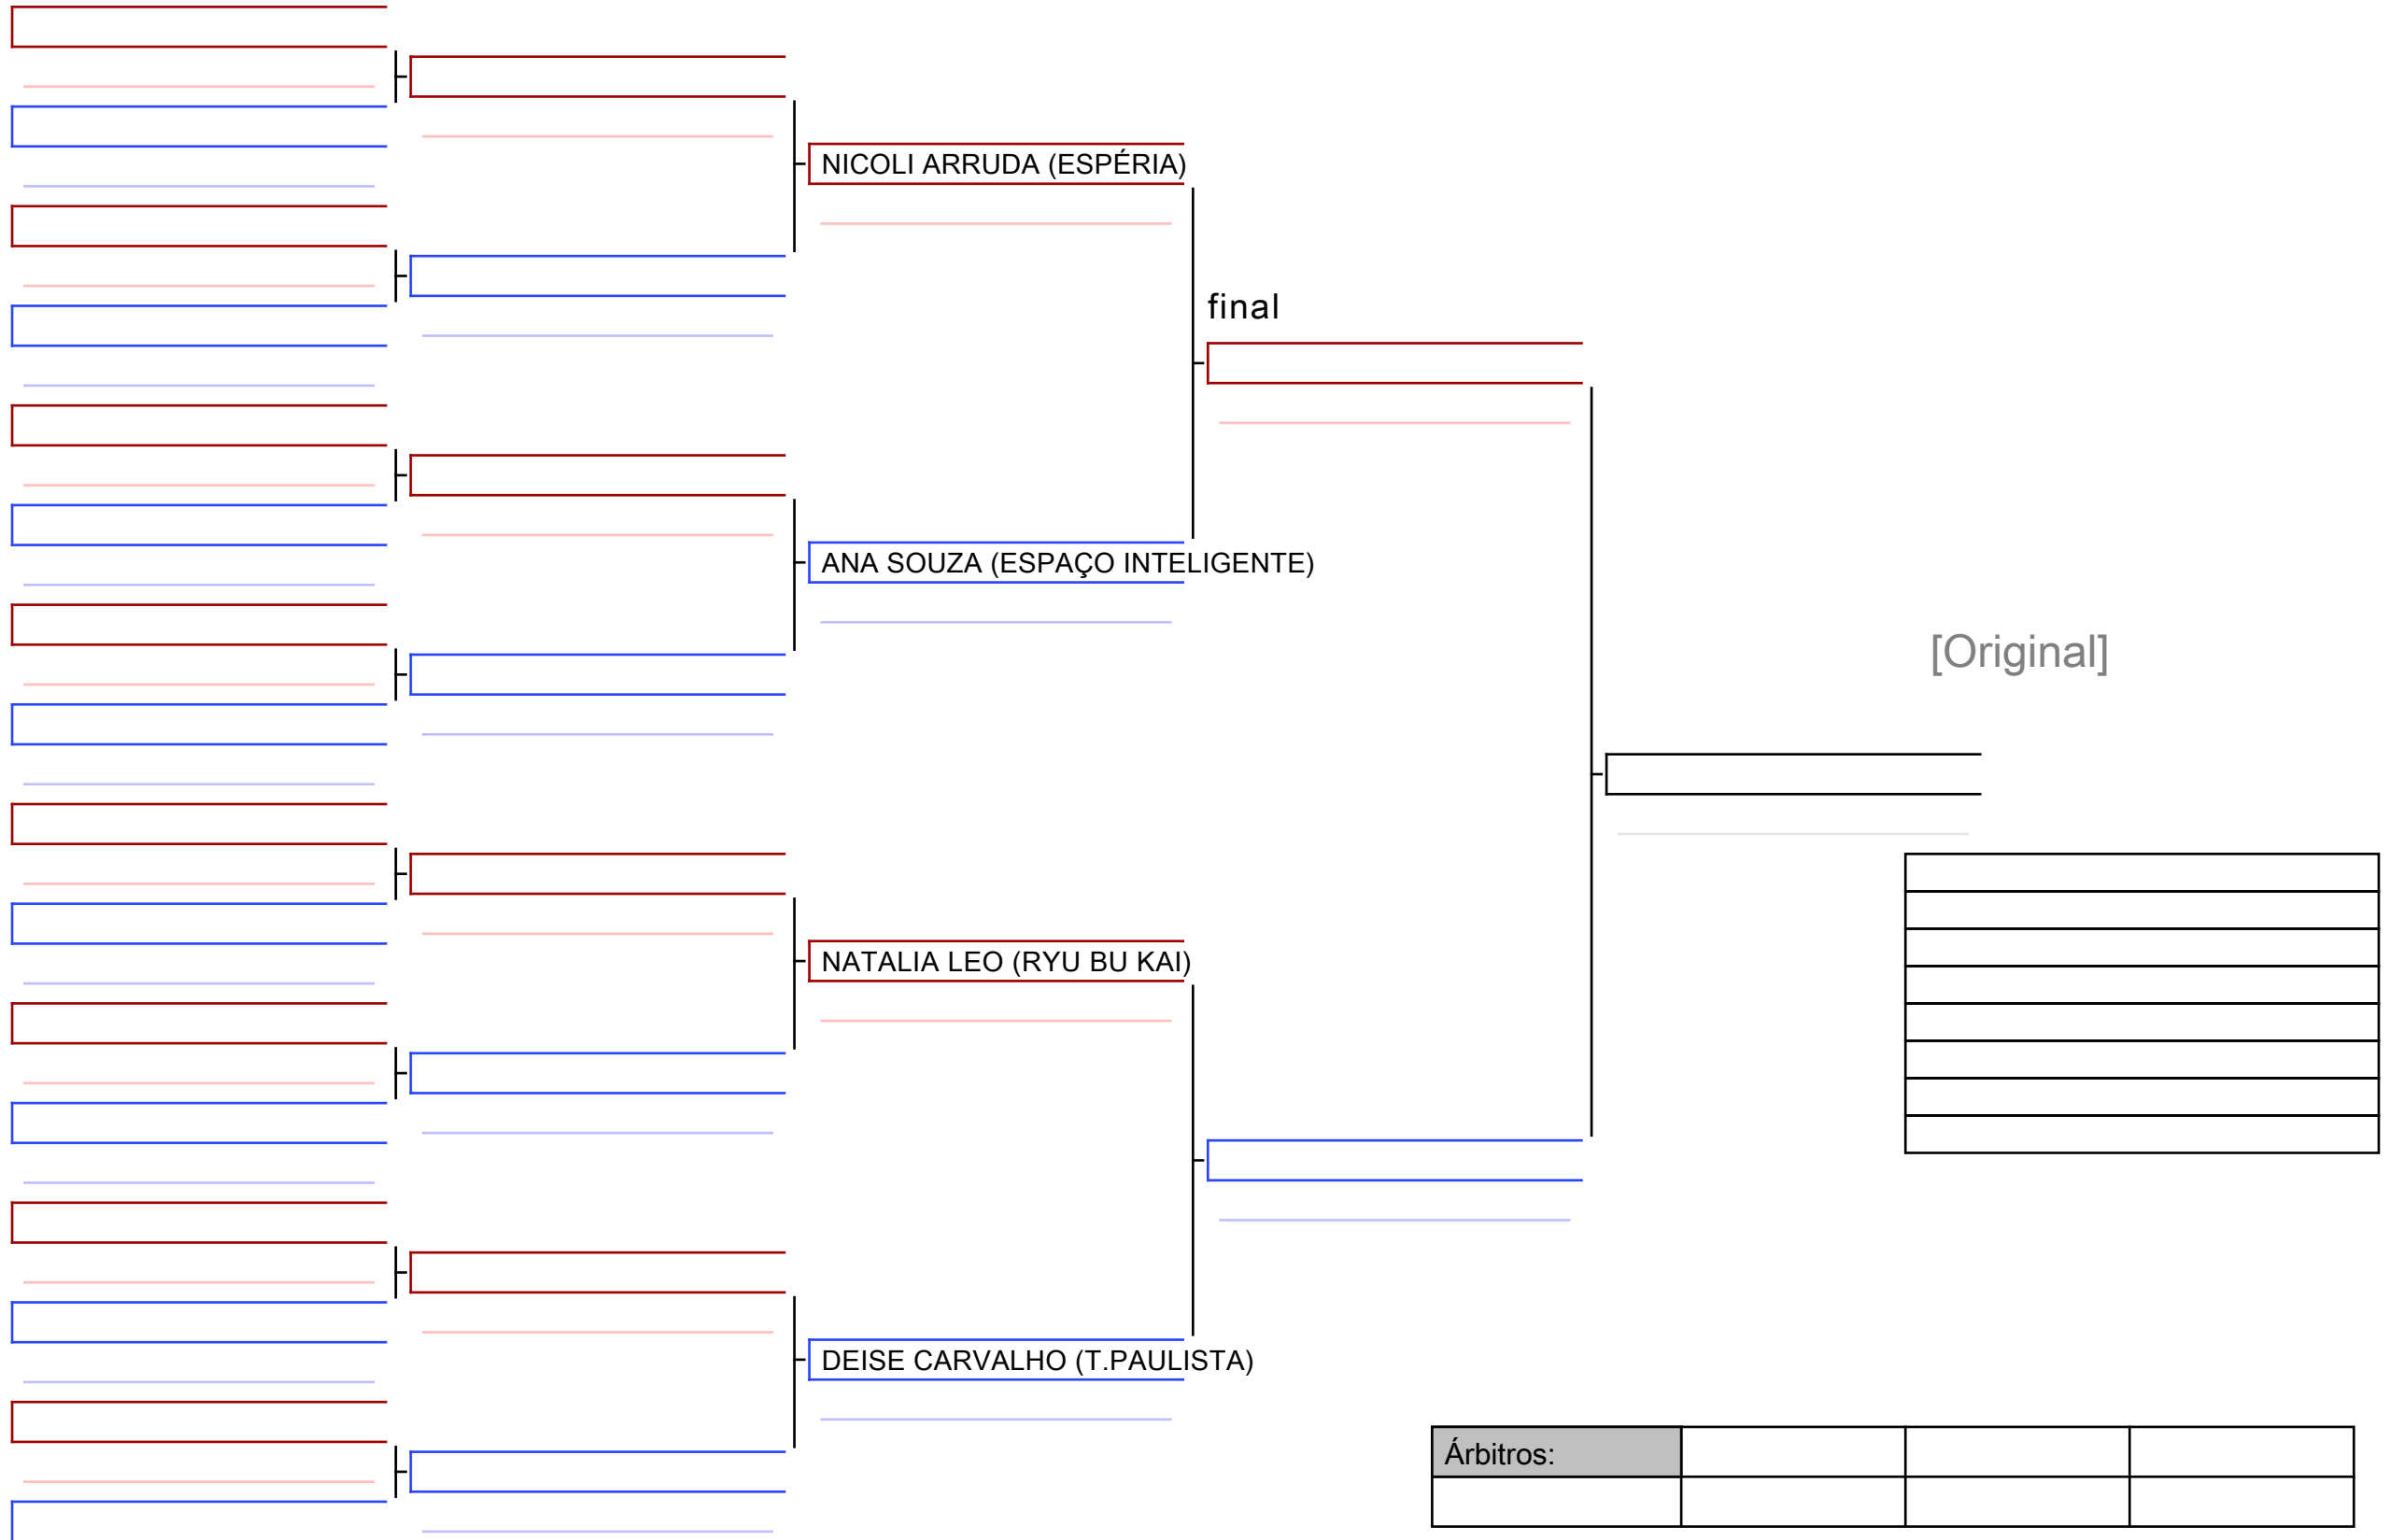 NICOLI ARRUDA (ESPÉRIA)
final
ANA SOUZA (ESPAÇO INTELIGENTE)
[Original]
NATALIA LEO (RYU BU KAI)
DEISE CARVALHO (T.PAULISTA)
Árbitros: